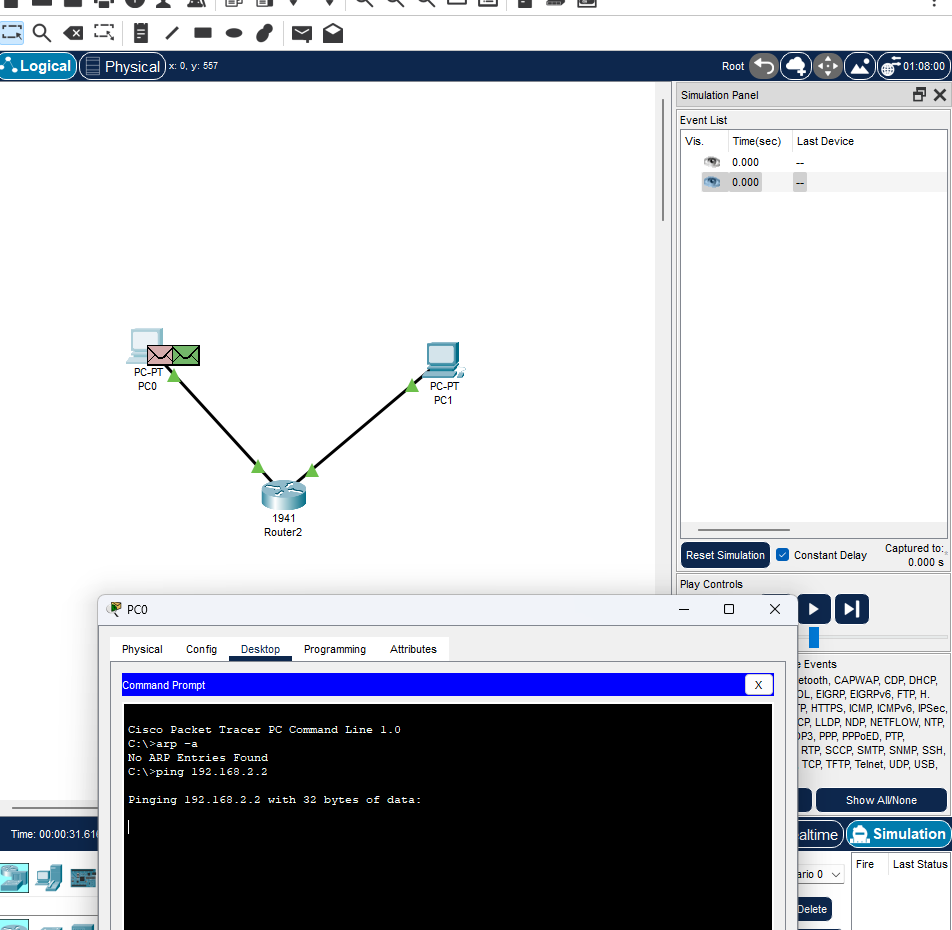 Logical
Physical
x: 0, y: 557
Root
01:08:00
Simulation Panel
Event List
Vis. Time(sec) Last Device
0.000 --
0.000 --
PC-PT
PC0
PC-PT
PC1
1941
Router2
Reset Simulation
Constant Delay
Captured to:
0.000 s
Play Controls
PC0
Physical Config Desktop Programming Attributes
Command Prompt
X
Cisco Packet Tracer PC Command Line 1.0
C:\>arp -a
No ARP Entries Found
C:\>ping 192.168.2.2
Pinging 192.168.2.2 with 32 bytes of data:
Events
CAPWAP, CDP, DHCP,
EIGRP, EIGRPv6, FTP, H.
HTTPS, ICMP, ICMPv6, IPSec,
LLDP, NDP, NETFLOW, NTP,
PPP, PPPoED, PTP,
RTP, SCCP, SMTP, SNMP, SSH,
TCP, TFTP, Telnet, UDP, USB,
Show All/None
Time: 00:00:31.61
Simulation
0
Fire Last Status
Delete